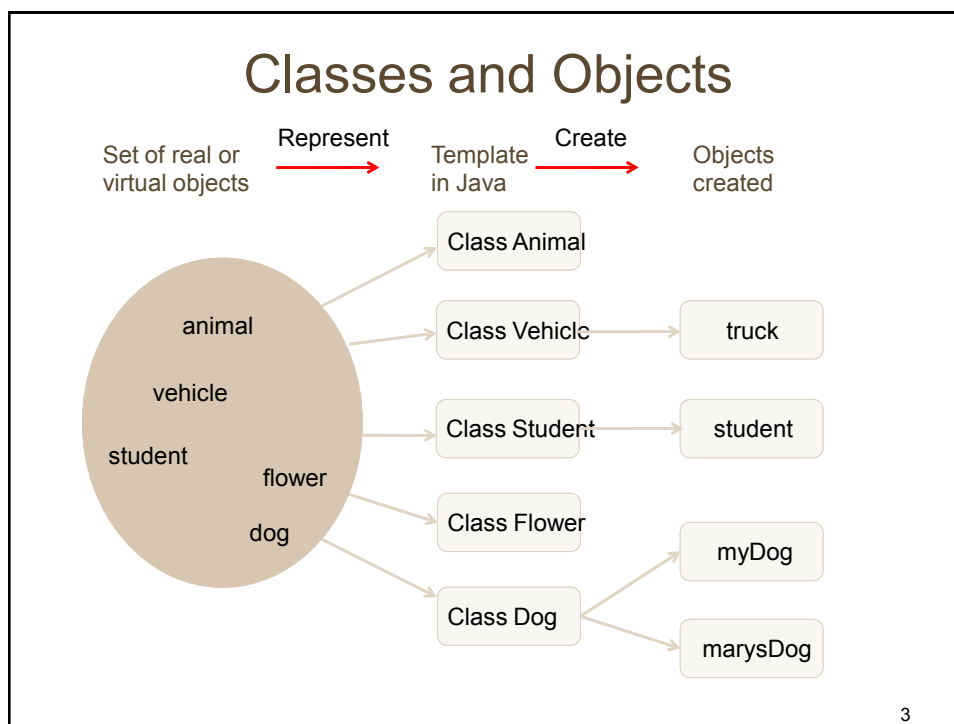 Classes and Objects
Represent
Create
Set of real or
virtual objects
Template
in Java
Objects
created
animal
vehicle
student
flower
dog
Class Animal
Class Vehicle
truck
Class Student
student
Class Flower
Class Dog
myDog
marysDog
3